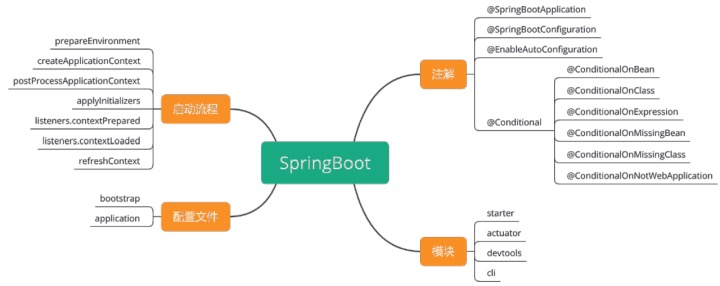 SpringBoot
启动流程
prepareEnvironment
createApplicationContext
postProcessApplicationContext
applyInitializers
listeners.contextPrepared
listeners.contextLoaded
refreshContext
配置文件
bootstrap
application
注解
@SpringBootApplication
@SpringBootConfiguration
@EnableAutoConfiguration
@Conditional
@ConditionalOnBean
@ConditionalOnClass
@ConditionalOnExpression
@ConditionalOnMissingBean
@ConditionalOnMissingClass
@ConditionalOnNotWebApplication
模块
starter
actuator
devtools
cli